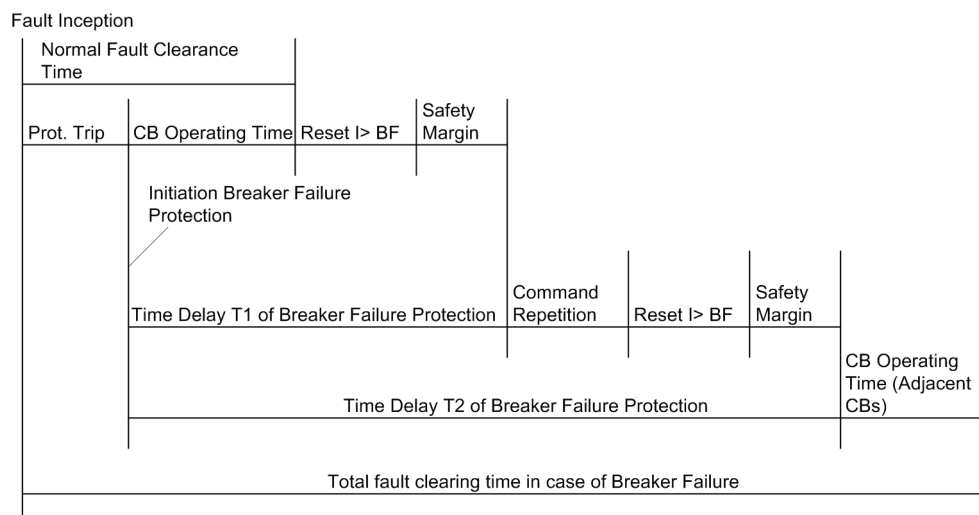 Fault Inception
Normal Fault Clearance
Time
Prot. Trip
CB Operating Time
Reset I> BF
Safety
Margin
Initiation Breaker Failure
Protection
Time Delay T1 of Breaker Failure Protection
Command
Repetition
Reset I> BF
Safety
Margin
CB Operating
Time (Adjacent
CBs)
Time Delay T2 of Breaker Failure Protection
Total fault clearing time in case of Breaker Failure